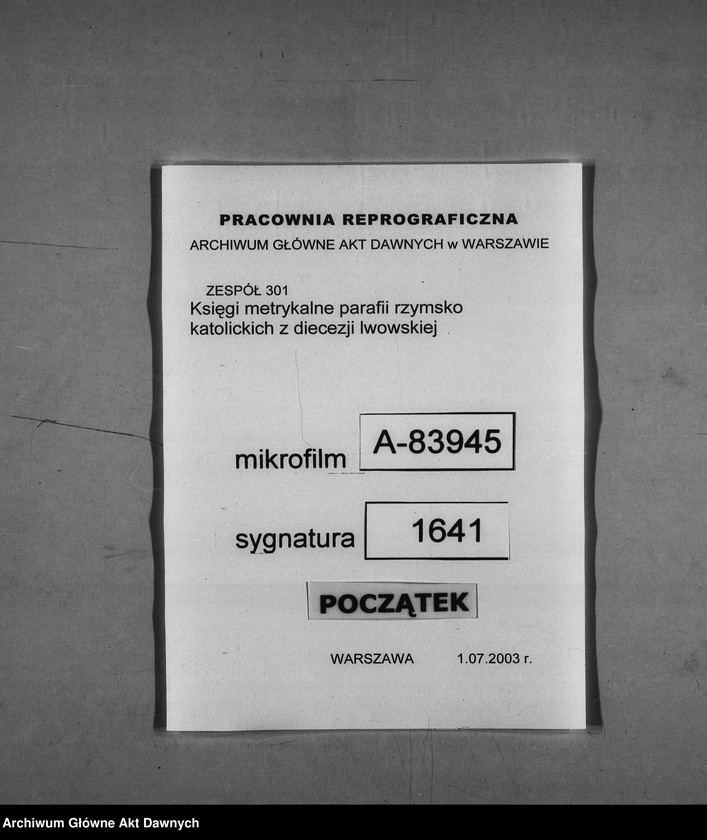 PRACOWNIA REPROGRAFICZNA
ARCHIWUM GŁÓWNE AKT DAWNYCH w WARSZAWIE
ZESPÓŁ 301
Księgi metrykalne parafii rzymsko
katolickich z diecezji lwowskiej
mikrofilm A-83945
sygnatura 1641
POCZĄTEK
WARSZAWA 1.07.2003 r.
Archiwum Główne Akt Dawnych